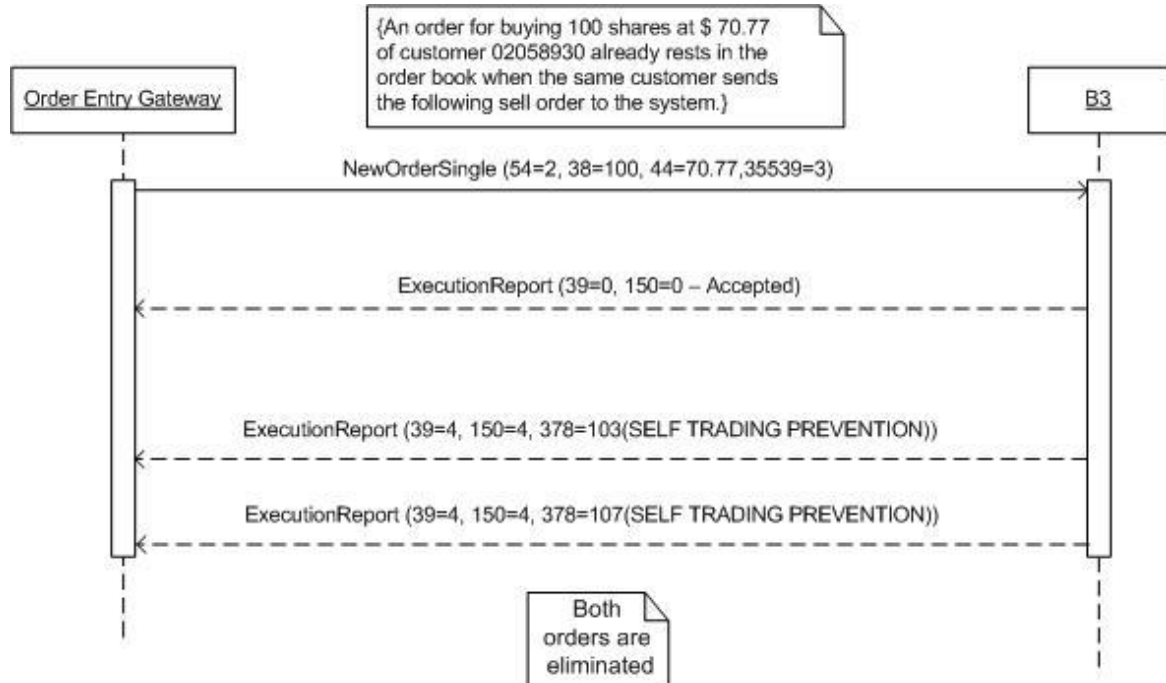 {An order for buying 100 shares at $ 70.77
of customer 02058930 already rests in the
order book when the same customer sends
the following sell order to the system.}
Order Entry Gateway
B3
NewOrderSingle (54=2, 38=100, 44=70.77,35539=3)
ExecutionReport (39=0, 150=0 – Accepted)
ExecutionReport (39=4, 150=4, 378=103(SELF TRADING PREVENTION))
ExecutionReport (39=4, 150=4, 378=107(SELF TRADING PREVENTION))
Both
orders are
eliminated